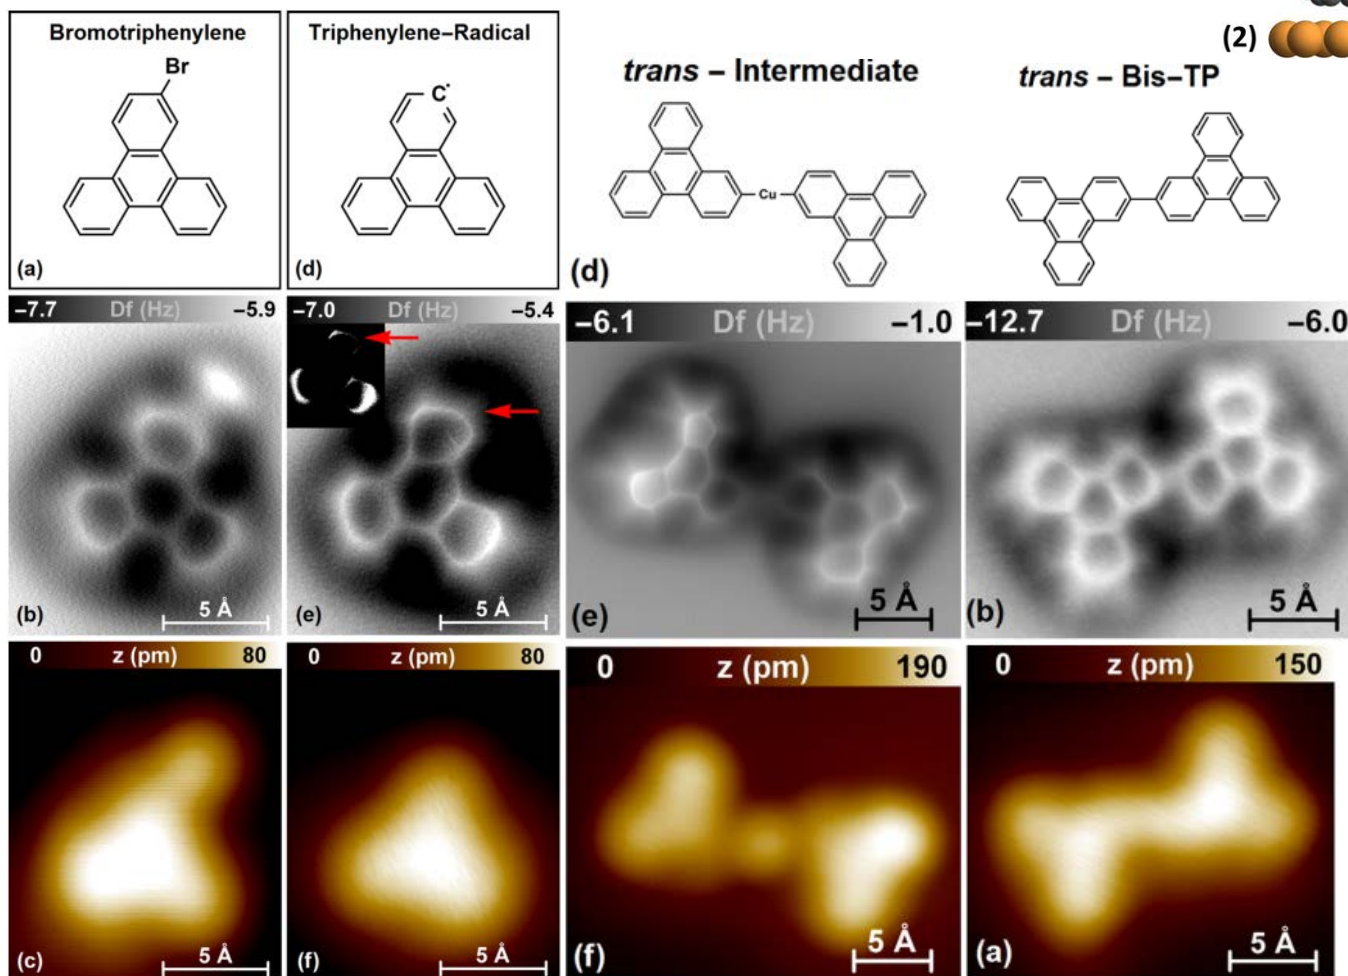 Bromotriphenylene
Br
(a)
Triphenylene–Radical
C•
(d)
(2)
trans – Intermediate
Cu
(d)
trans – Bis–TP
−7.7 Df (Hz) −5.9
(b) 5 Å
−7.0 Df (Hz) −5.4
(e) 5 Å
−6.1 Df (Hz) −1.0
(e) 5 Å
−12.7 Df (Hz) −6.0
(b) 5 Å
0 z (pm) 80
(c) 5 Å
0 z (pm) 80
(f) 5 Å
0 z (pm) 190
(f) 5 Å
0 z (pm) 150
(a) 5 Å